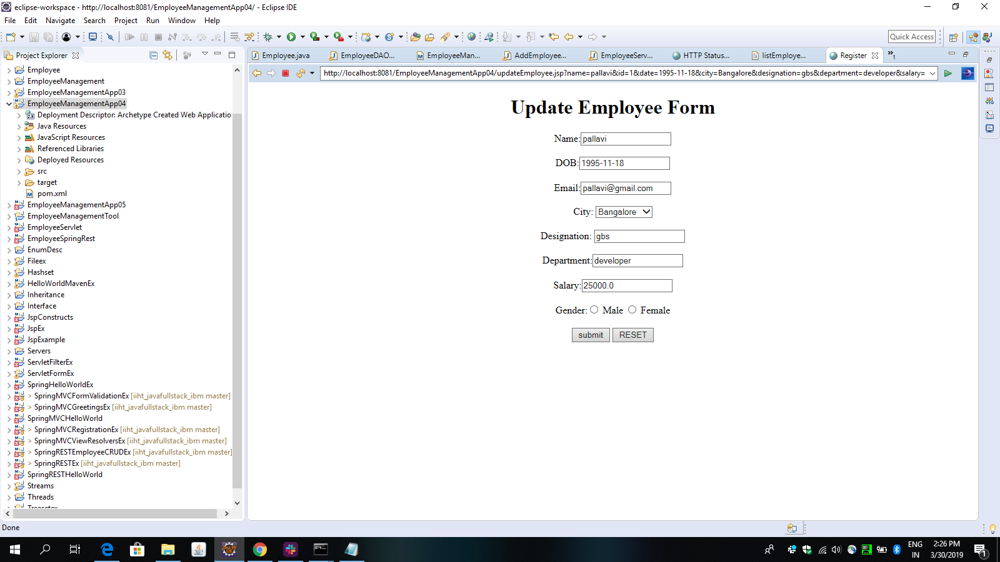 eclipse-workspace - http://localhost:8081/EmployeeManagementApp04/ - Eclipse IDE
File Edit Navigate Search Project Run Window Help
Quick Access
Project Explorer
Employee
EmployeeManagement
EmployeeManagementApp03
EmployeeManagementApp04
Deployment Descriptor: Archetype Created Web Applicatio
Java Resources
JavaScript Resources
Referenced Libraries
Deployed Resources
src
target
pom.xml
EmployeeManagementApp05
EmployeeManagementTool
EmployeeServlet
EmployeeSpringRest
EnumDesc
Fileex
Hashset
HelloWorldMavenEx
Inheritance
Interface
JspConstructs
JspEx
JspExample
Servers
ServletFilterEx
ServletFormEx
SpringHelloWorldEx
> SpringMVCFormValidationEx [iiht_javafullstack_ibm master]
> SpringMVCGreetingsEx [iiht_javafullstack_ibm master]
SpringMVCHelloWorld
> SpringMVCRegistrationEx [iiht_javafullstack_ibm master]
> SpringMVCViewResolversEx [iiht_javafullstack_ibm master]
> SpringRESTEmployeeCRUDEx [iiht_javafullstack_ibm master]
> SpringRESTEx [iiht_javafullstack_ibm master]
SpringRESTHelloWorld
Streams
Threads
Employee.java EmployeeDAO... EmployeeMan... AddEmployee... EmployeeServ... HTTP Status... listEmploye... Register »1
http://localhost:8081/EmployeeManagementApp04/updateEmployee.jsp?name=pallavi&id=1&date=1995-11-18&city=Bangalore&designation=gbs&department=developer&salary=
Update Employee Form
Name: pallavi
DOB: 1995-11-18
Email: pallavi@gmail.com
City: Bangalore
Designation: gbs
Department: developer
Salary: 25000.0
Gender: Male Female
submit RESET
Done
ENG
IN
2:26 PM
3/30/2019
1